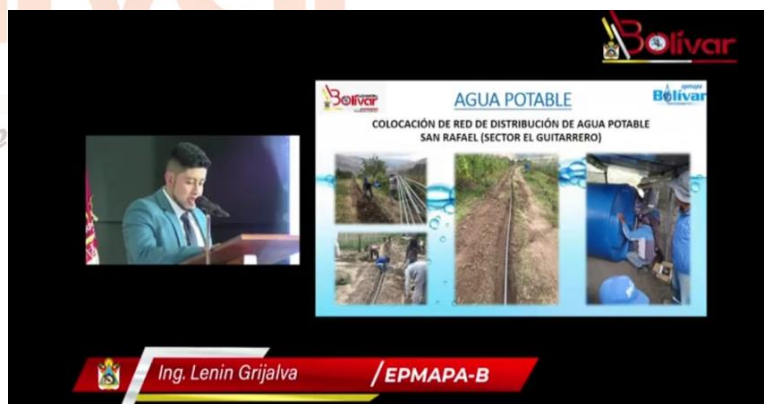 Bolívar
Bolívar
AGUA POTABLE
epmapa
Bolívar
COLOCACIÓN DE RED DE DISTRIBUCIÓN DE AGUA POTABLE
SAN RAFAEL (SECTOR EL GUITARRERO)
Ing. Lenin Grijalva
/EPMAPA-B